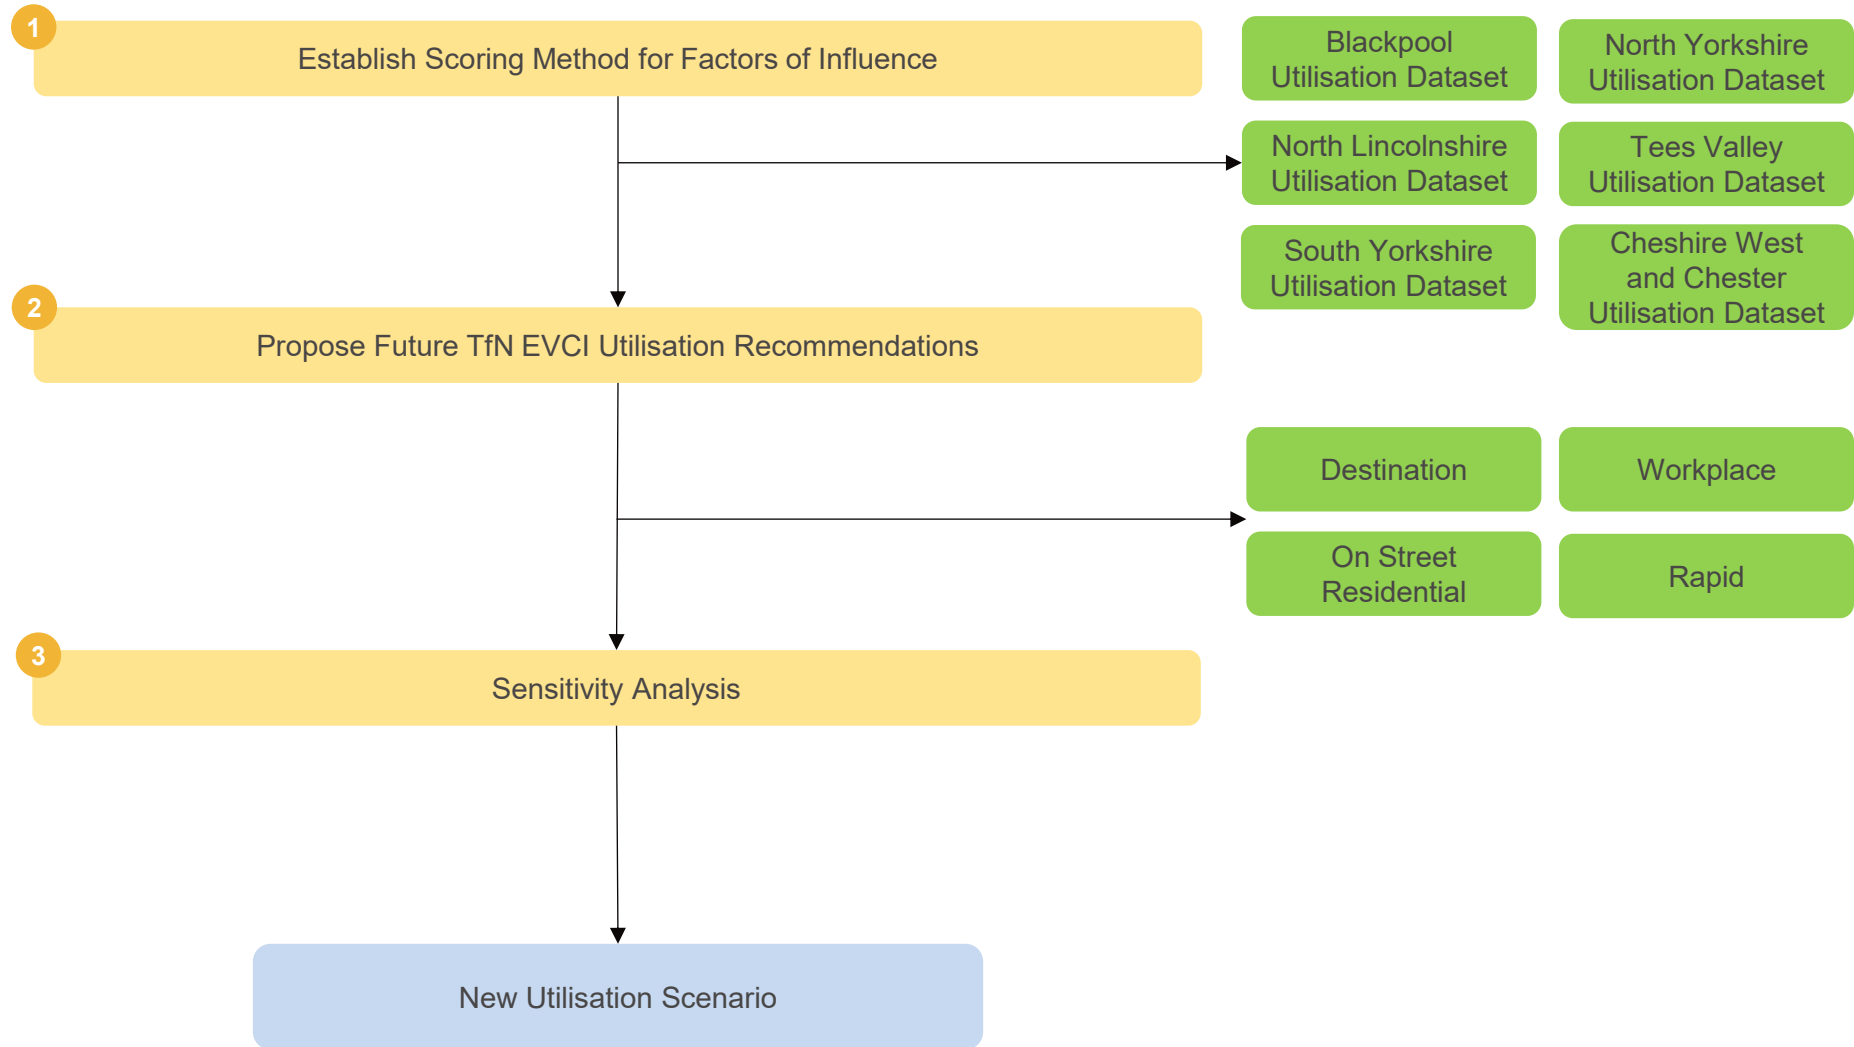 1
Establish Scoring Method for Factors of Influence
Blackpool
Utilisation Dataset
North Yorkshire
Utilisation Dataset
North Lincolnshire
Utilisation Dataset
Tees Valley
Utilisation Dataset
South Yorkshire
Utilisation Dataset
Cheshire West
and Chester
Utilisation Dataset
2
Propose Future TfN EVCI Utilisation Recommendations
Destination
Workplace
On Street
Residential
Rapid
3
Sensitivity Analysis
New Utilisation Scenario